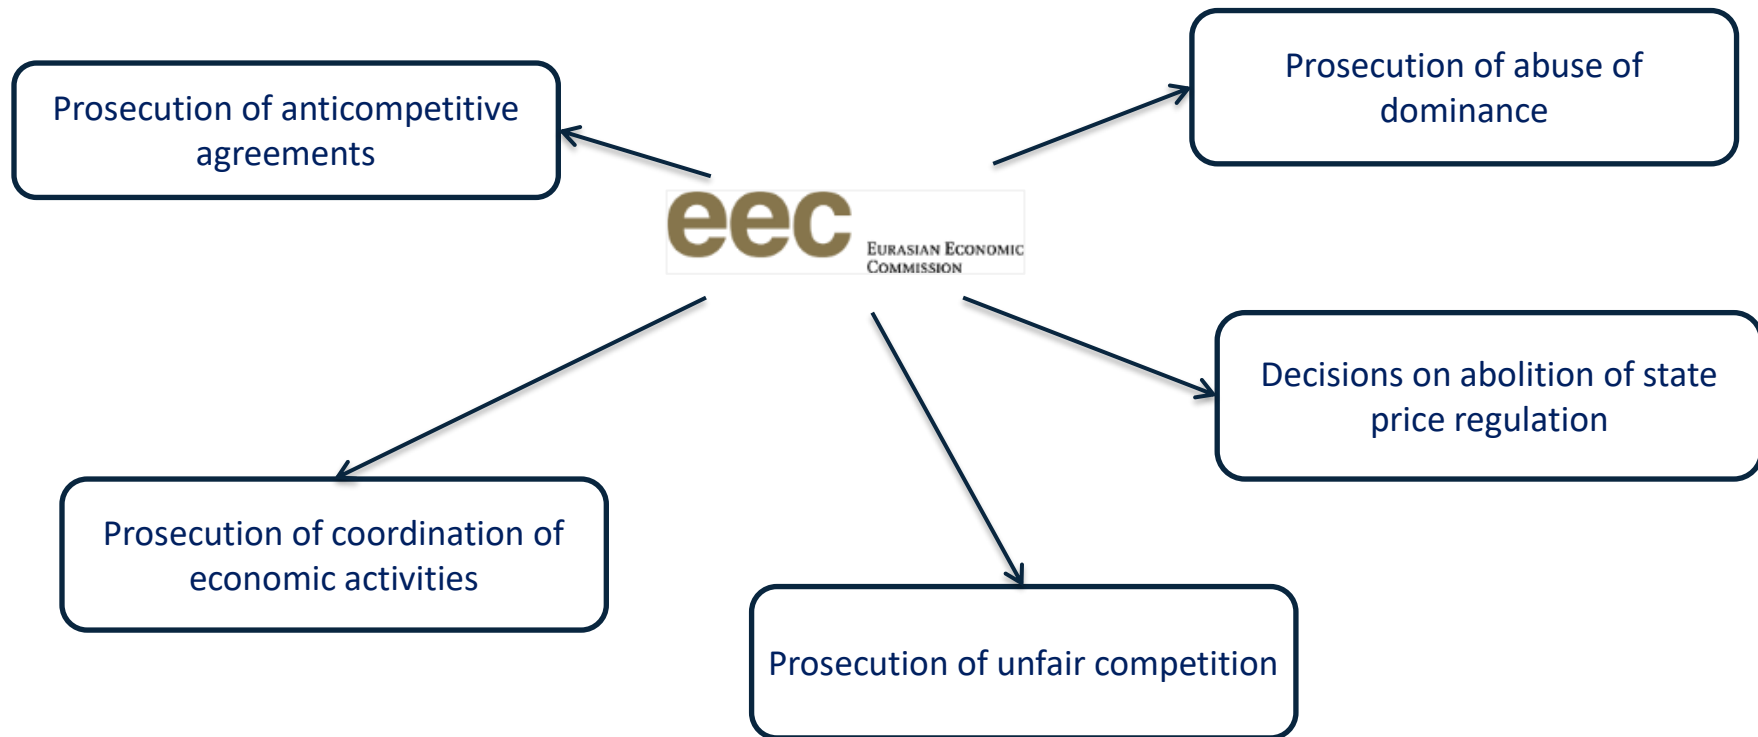 Prosecution of anticompetitive
agreements
Prosecution of abuse of
dominance
eec
EURASIAN ECONOMIC
COMMISSION
Decisions on abolition of state
price regulation
Prosecution of coordination of
economic activities
Prosecution of unfair competition